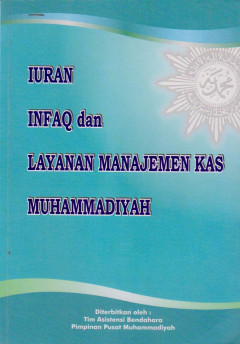 IURAN
INFAQ dan
LAYANAN MANAJEMEN KAS
MUHAMMADIYAH
Diterbitkan oleh :
Tim Asistensi Bendahara
Pimpinan Pusat Muhammadiyah